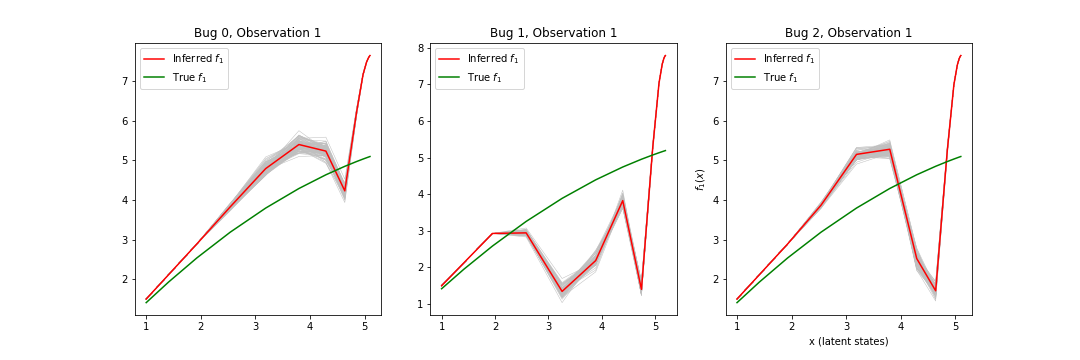 Bug 0, Observation 1
Inferred f₁
True f₁
7
6
5
4
3
2
1 2 3 4 5
Bug 1, Observation 1
Inferred f₁
True f₁
8
7
6
5
4
3
2
1
1 2 3 4 5
Bug 2, Observation 1
Inferred f₁
True f₁
f₁(x)
7
6
5
4
3
2
1 2 3 4 5
x (latent states)